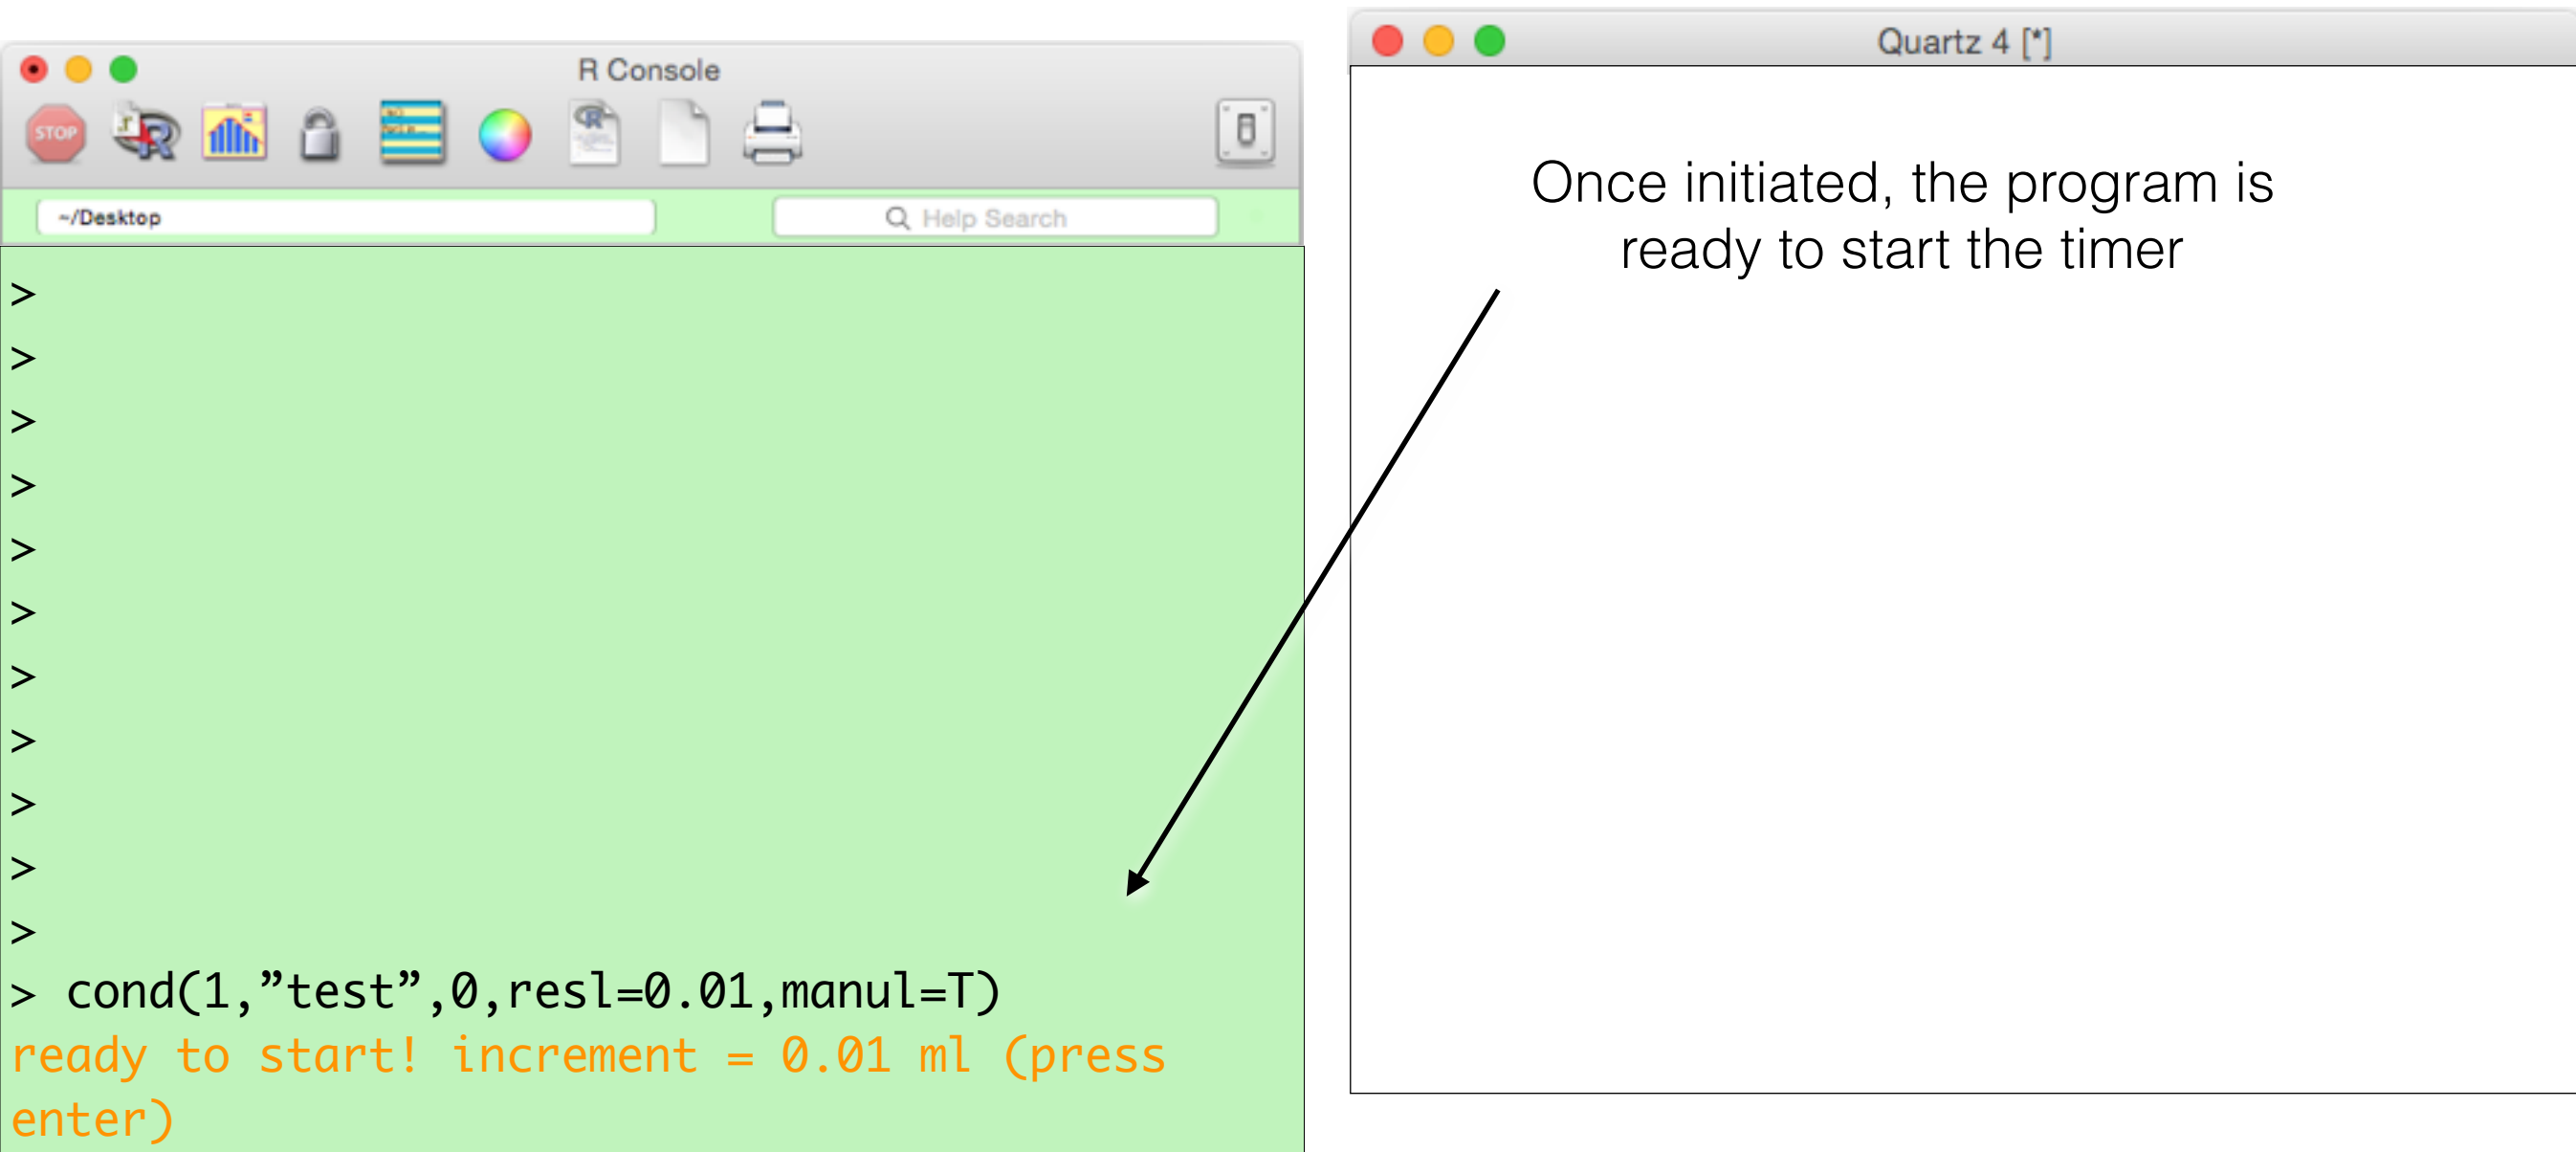 R Console
STOP
~/Desktop
Help Search
>
>
>
>
>
>
>
>
>
>
>
> cond(1,”test”,0,resl=0.01,manul=T)
ready to start! increment = 0.01 ml (press
enter)
Quartz 4 [*]
Once initiated, the program is
ready to start the timer